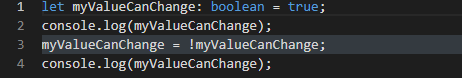 1 let myValueCanChange: boolean = true;
2 console.log(myValueCanChange);
3 myValueCanChange = !myValueCanChange;
4 console.log(myValueCanChange);